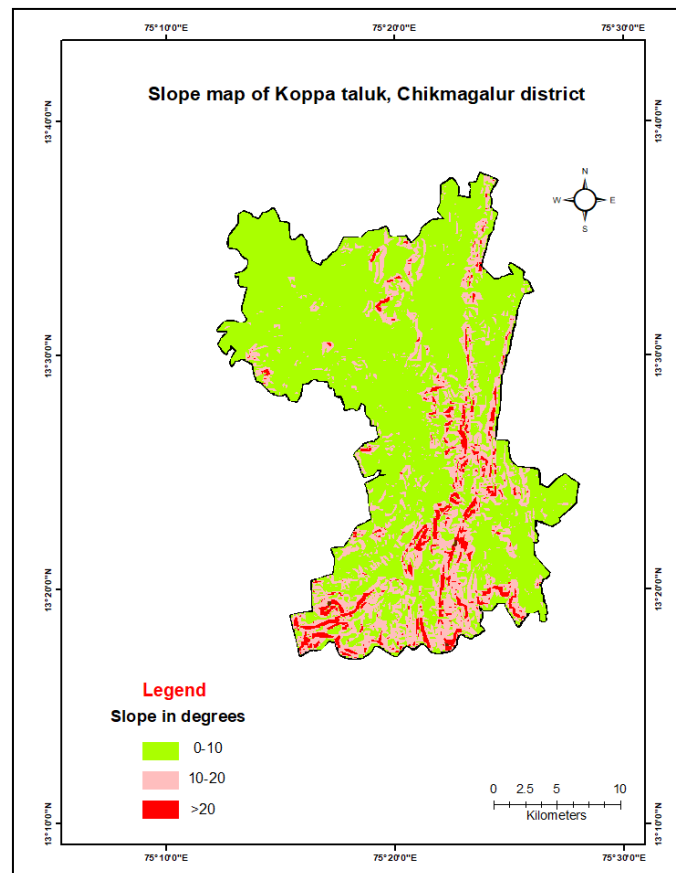 75°10'0"E 75°20'0"E 75°30'0"E
Slope map of Koppa taluk, Chikmagalur district
13°40'0"N 13°40'0"N
N
W E
S
13°30'0"N 13°30'0"N
13°20'0"N 13°20'0"N
Legend
Slope in degrees
0-10
10-20
>20
0 2.5 5 10
Kilometers
13°10'0"N 13°10'0"N
75°10'0"E 75°20'0"E 75°30'0"E